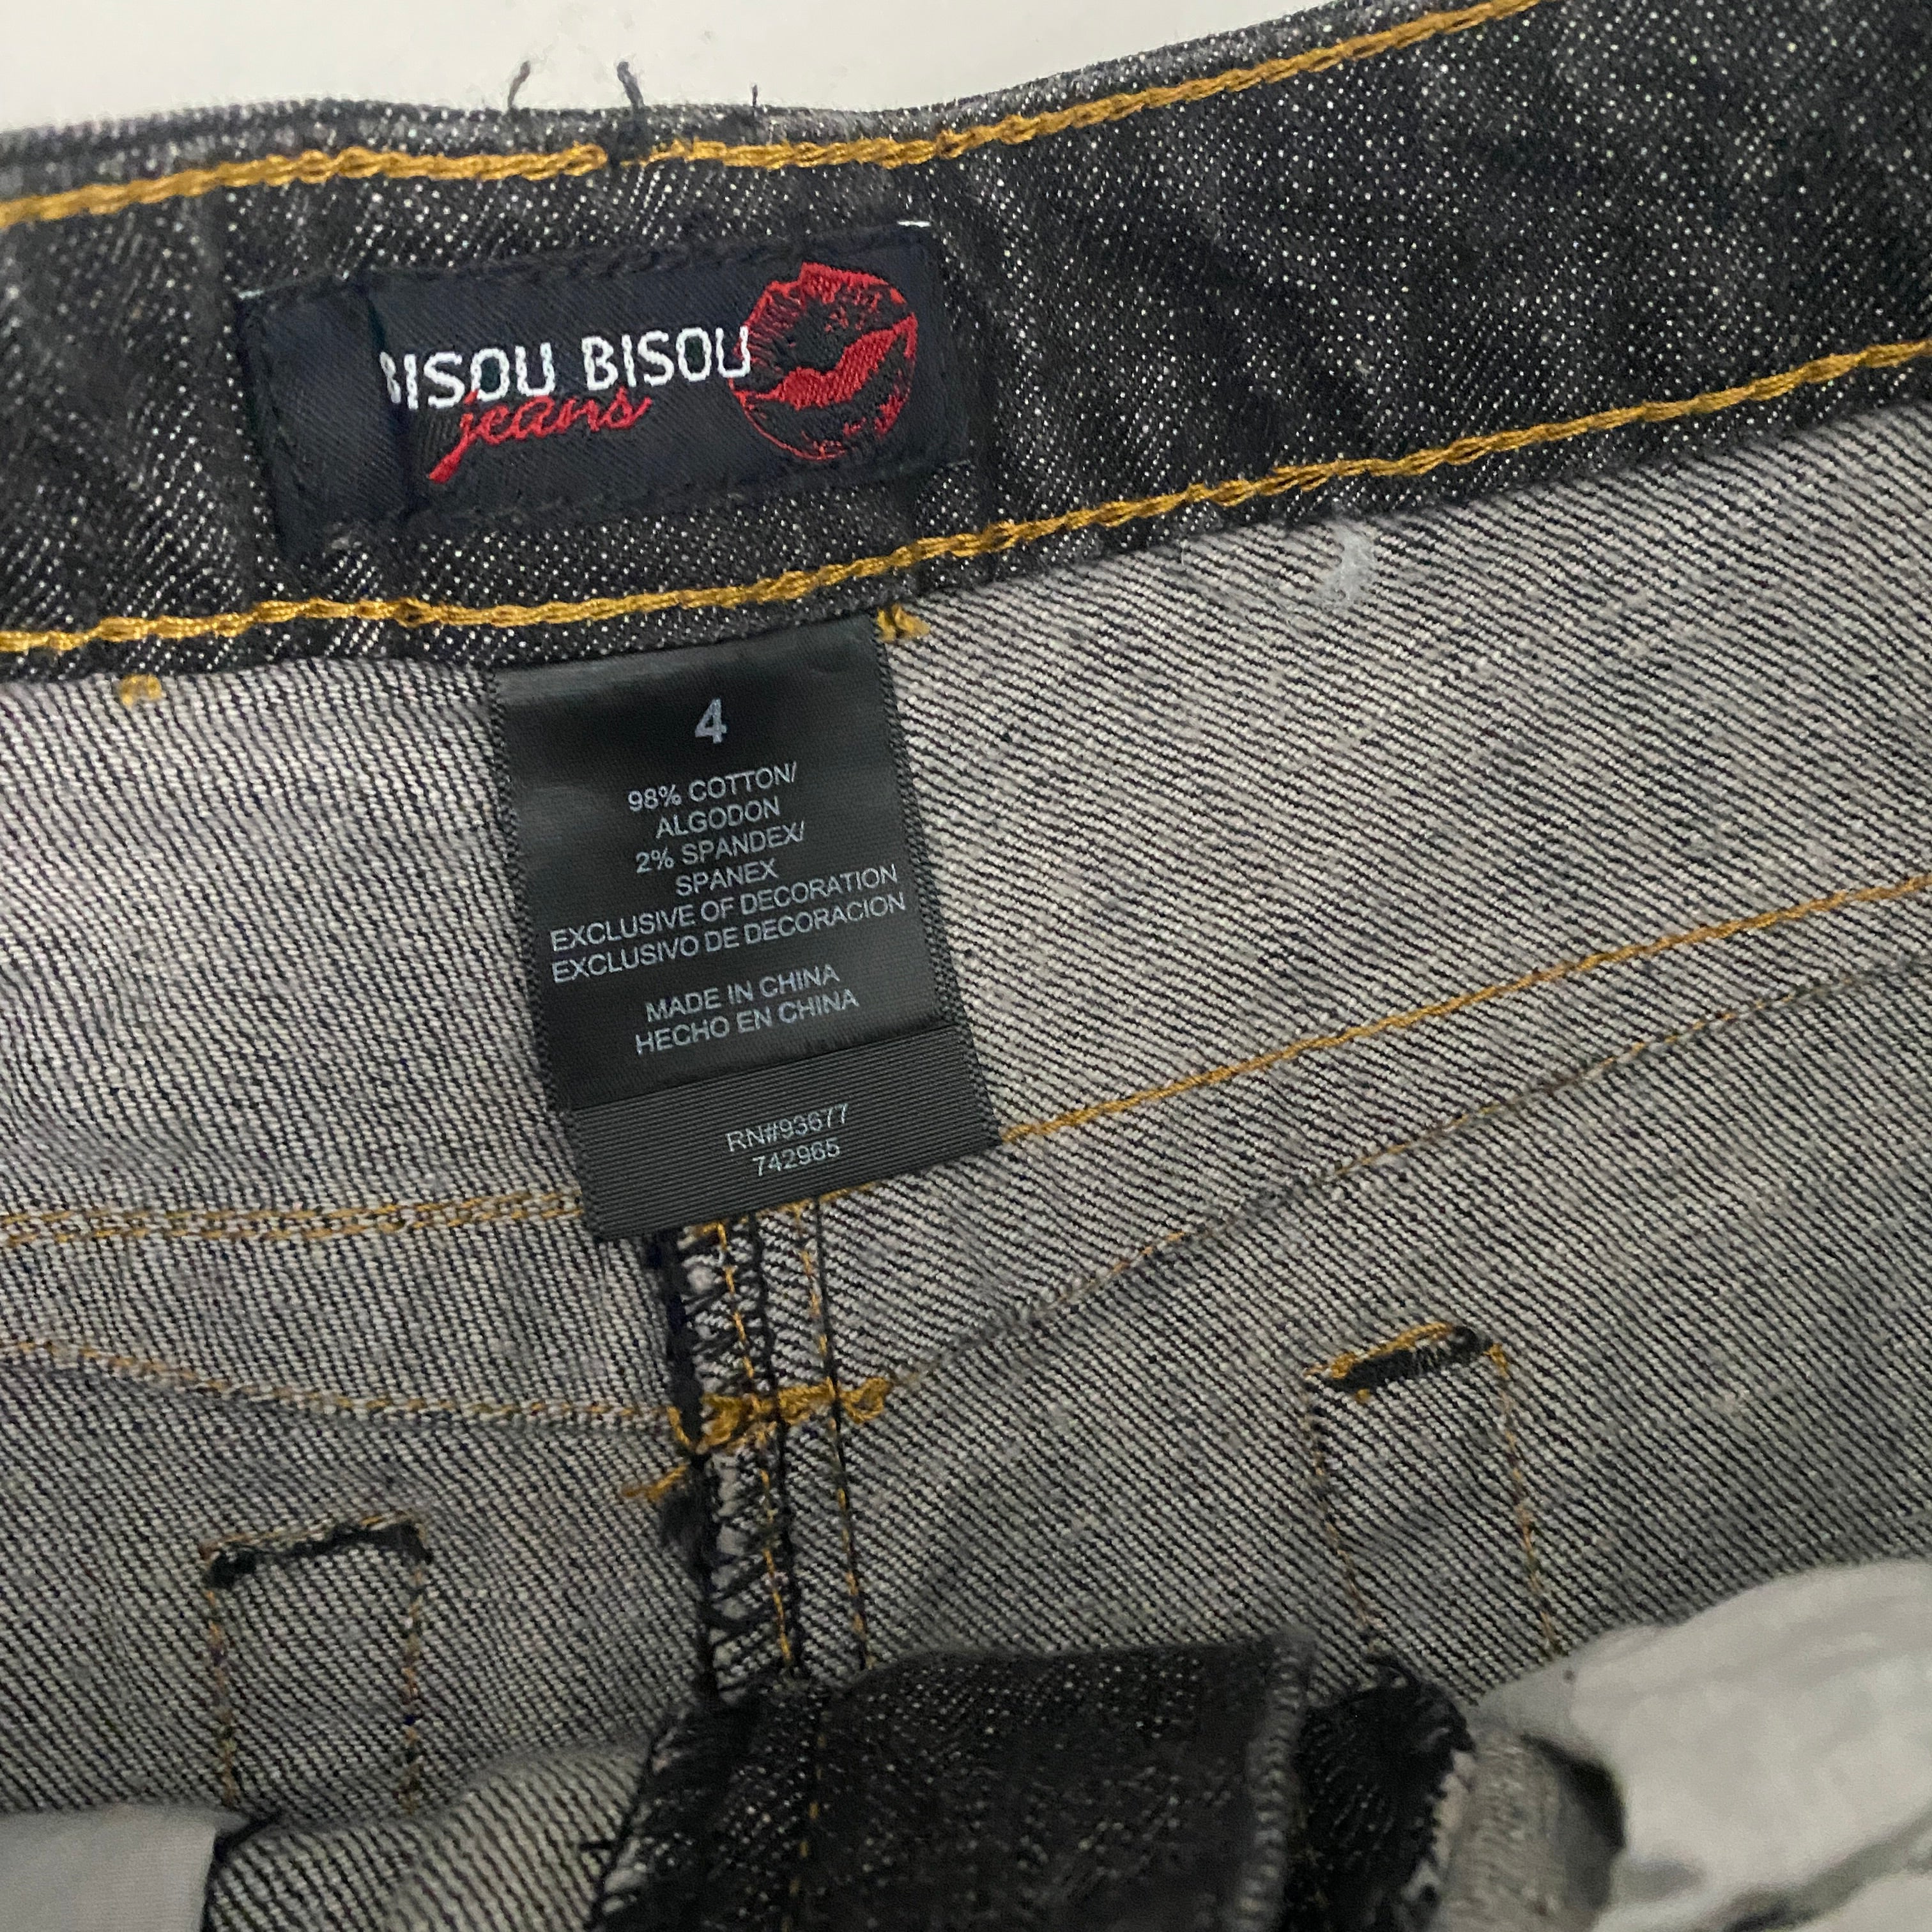 BISOU BISOU
jeans
4
98% COTTON/
ALGODON
2% SPANDEX/
SPANEX
EXCLUSIVE OF DECORATION
EXCLUSIVO DE DECORACION
MADE IN CHINA
HECHO EN CHINA
RN#93677
742965